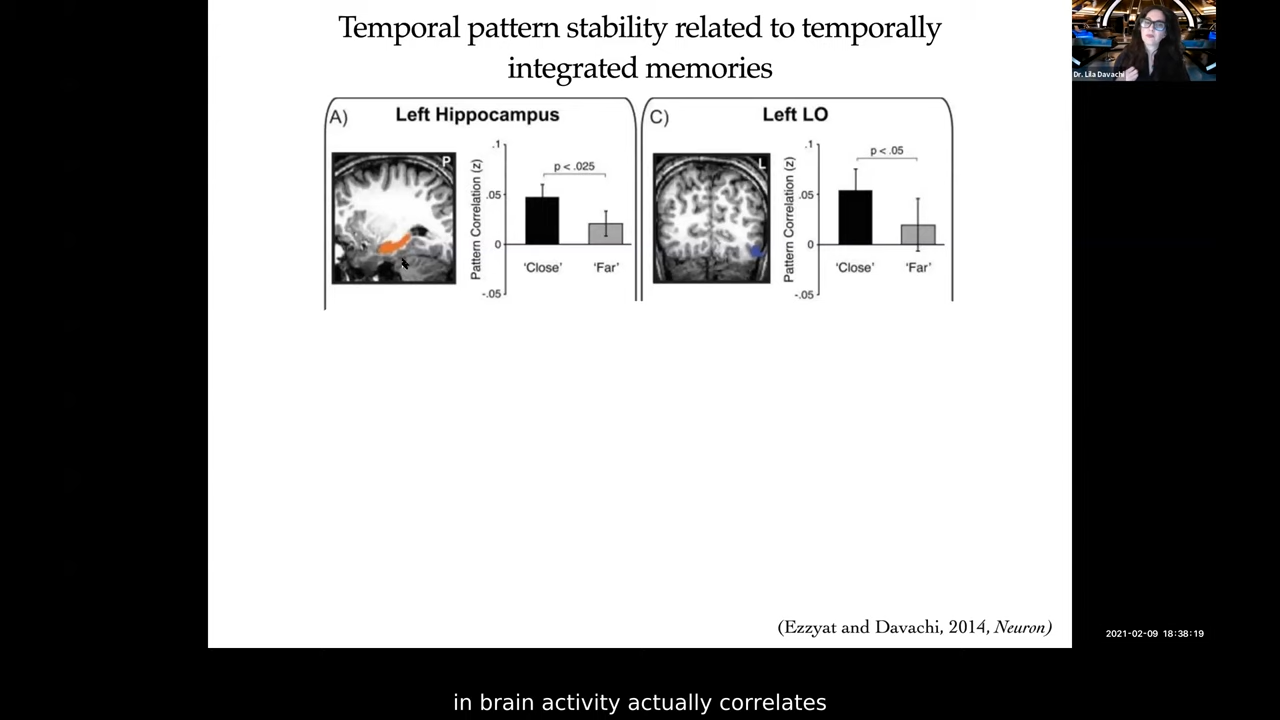 Temporal pattern stability related to temporally
integrated memories
A)
Left Hippocampus
P
Pattern Correlation (z)
.1
.05
0
-.05
p < .025
'Close'
'Far'
C)
Left LO
L
Pattern Correlation (z)
.1
.05
0
-.05
p < .05
'Close'
'Far'
(Ezzyat and Davachi, 2014, Neuron)
Dr. Lila Davachi
2021-02-09 18:38:19
in brain activity actually correlates